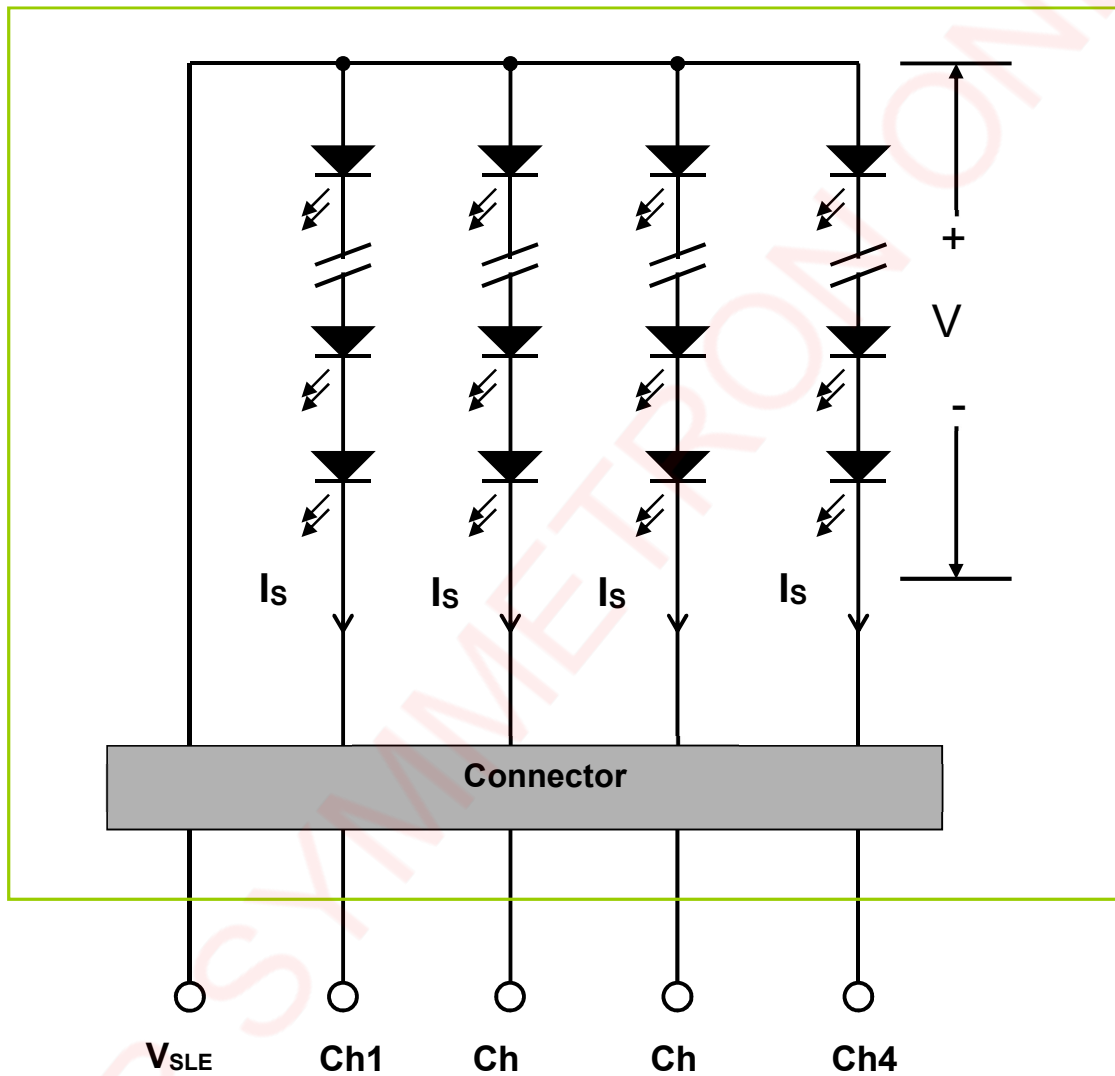 +
V
-
Is Is Is Is
Connector
VSLE Ch1 Ch Ch Ch4
SYMMETRON